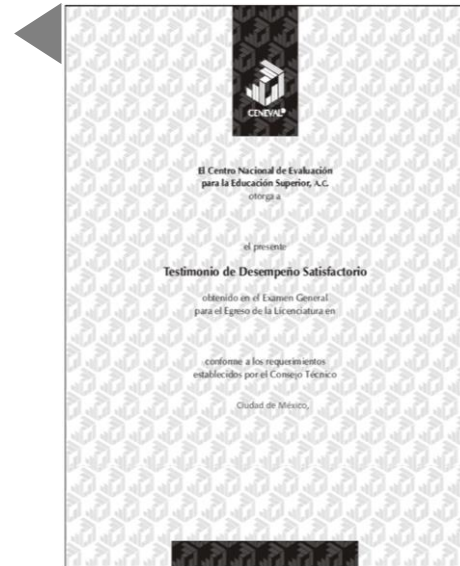 CENEVAL®
El Centro Nacional de Evaluación
para la Educación Superior, A.C.
otorga a
el presente
Testimonio de Desempeño Satisfactorio
obtenido en el Examen General
para el Egreso de la Licenciatura en
conforme a los requerimientos
establecidos por el Consejo Técnico
Ciudad de México,